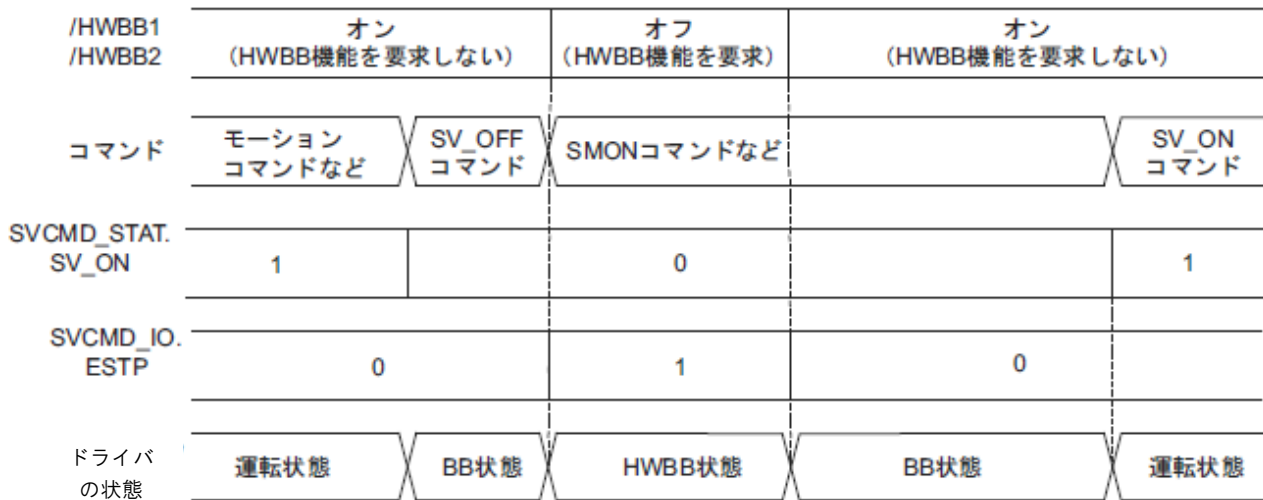 /HWBB1
/HWBB2
オン
(HWBB機能を要求しない)
オフ
(HWBB機能を要求)
オン
(HWBB機能を要求しない)
コマンド
モーション
コマンドなど
SV_OFF
コマンド
SMONコマンドなど
SV_ON
コマンド
SVCMD_STAT.
SV_ON
1
0
1
SVCMD_IO.
ESTP
0
1
0
ドライバ
の状態
運転状態
BB状態
HWBB状態
BB状態
運転状態